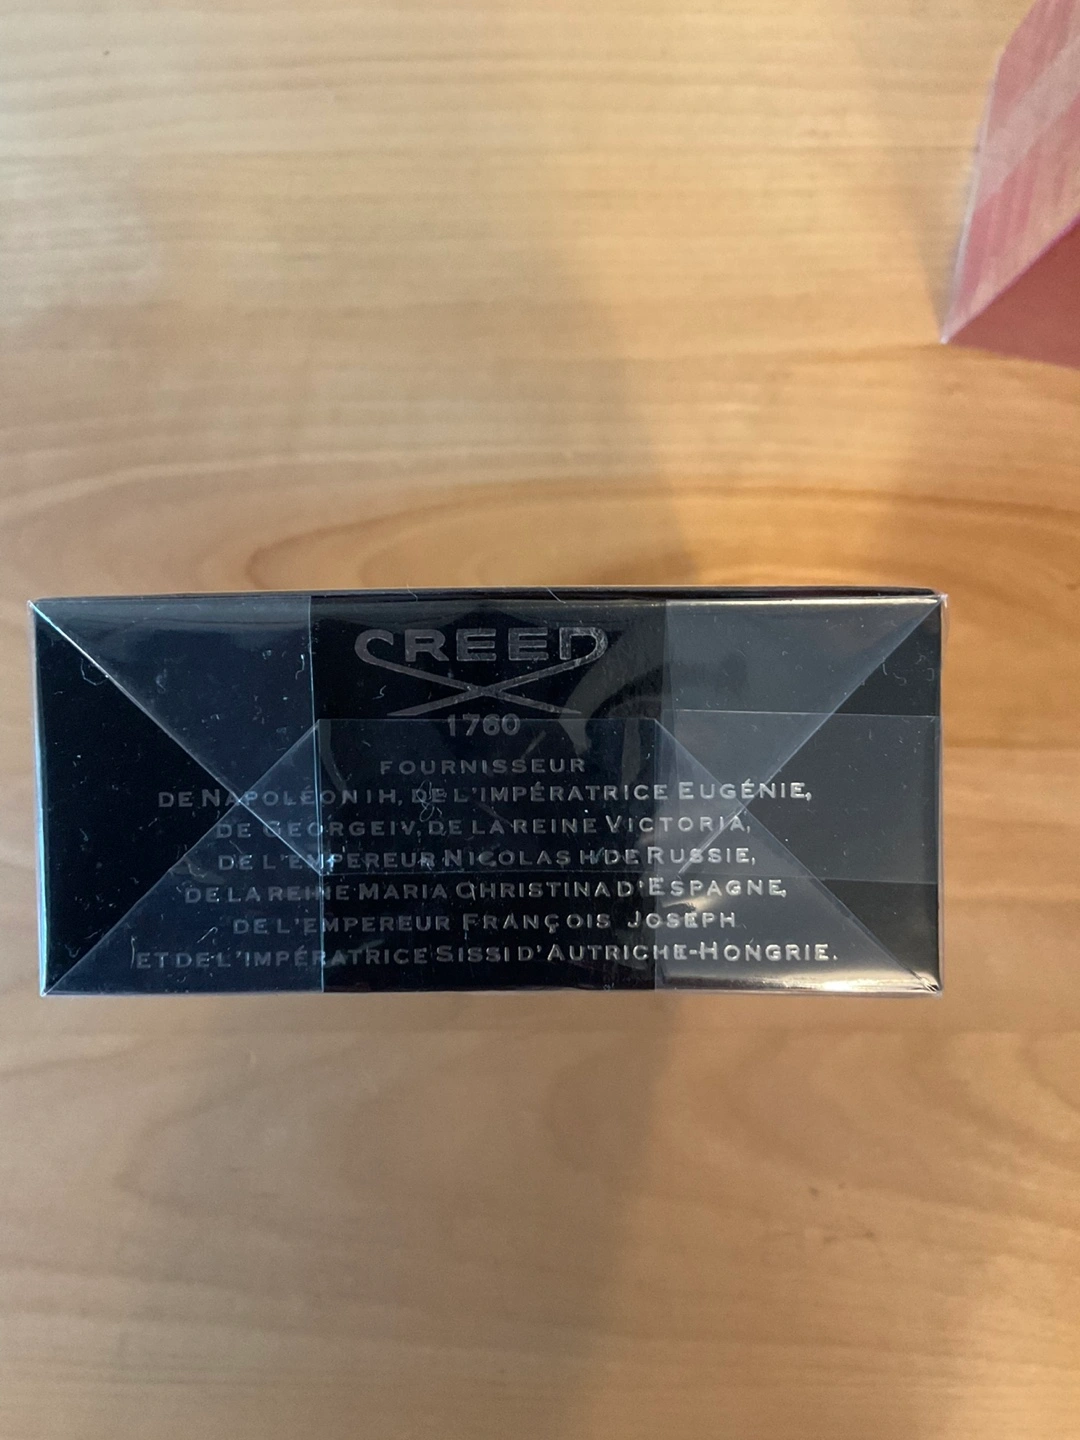 CREED
1760
FOURNISSEUR
DE NAPOLÉON III, DE L'IMPÉRATRICE EUGÉNIE,
DE GEORGE IV, DE LA REINE VICTORIA,
DE L'EMPEREUR NICOLAS II DE RUSSIE,
DE LA REINE MARIA CHRISTINA D'ESPAGNE,
DE L'EMPEREUR FRANÇOIS JOSEPH
ET DE L'IMPÉRATRICE SISSI D'AUTRICHE-HONGRIE.